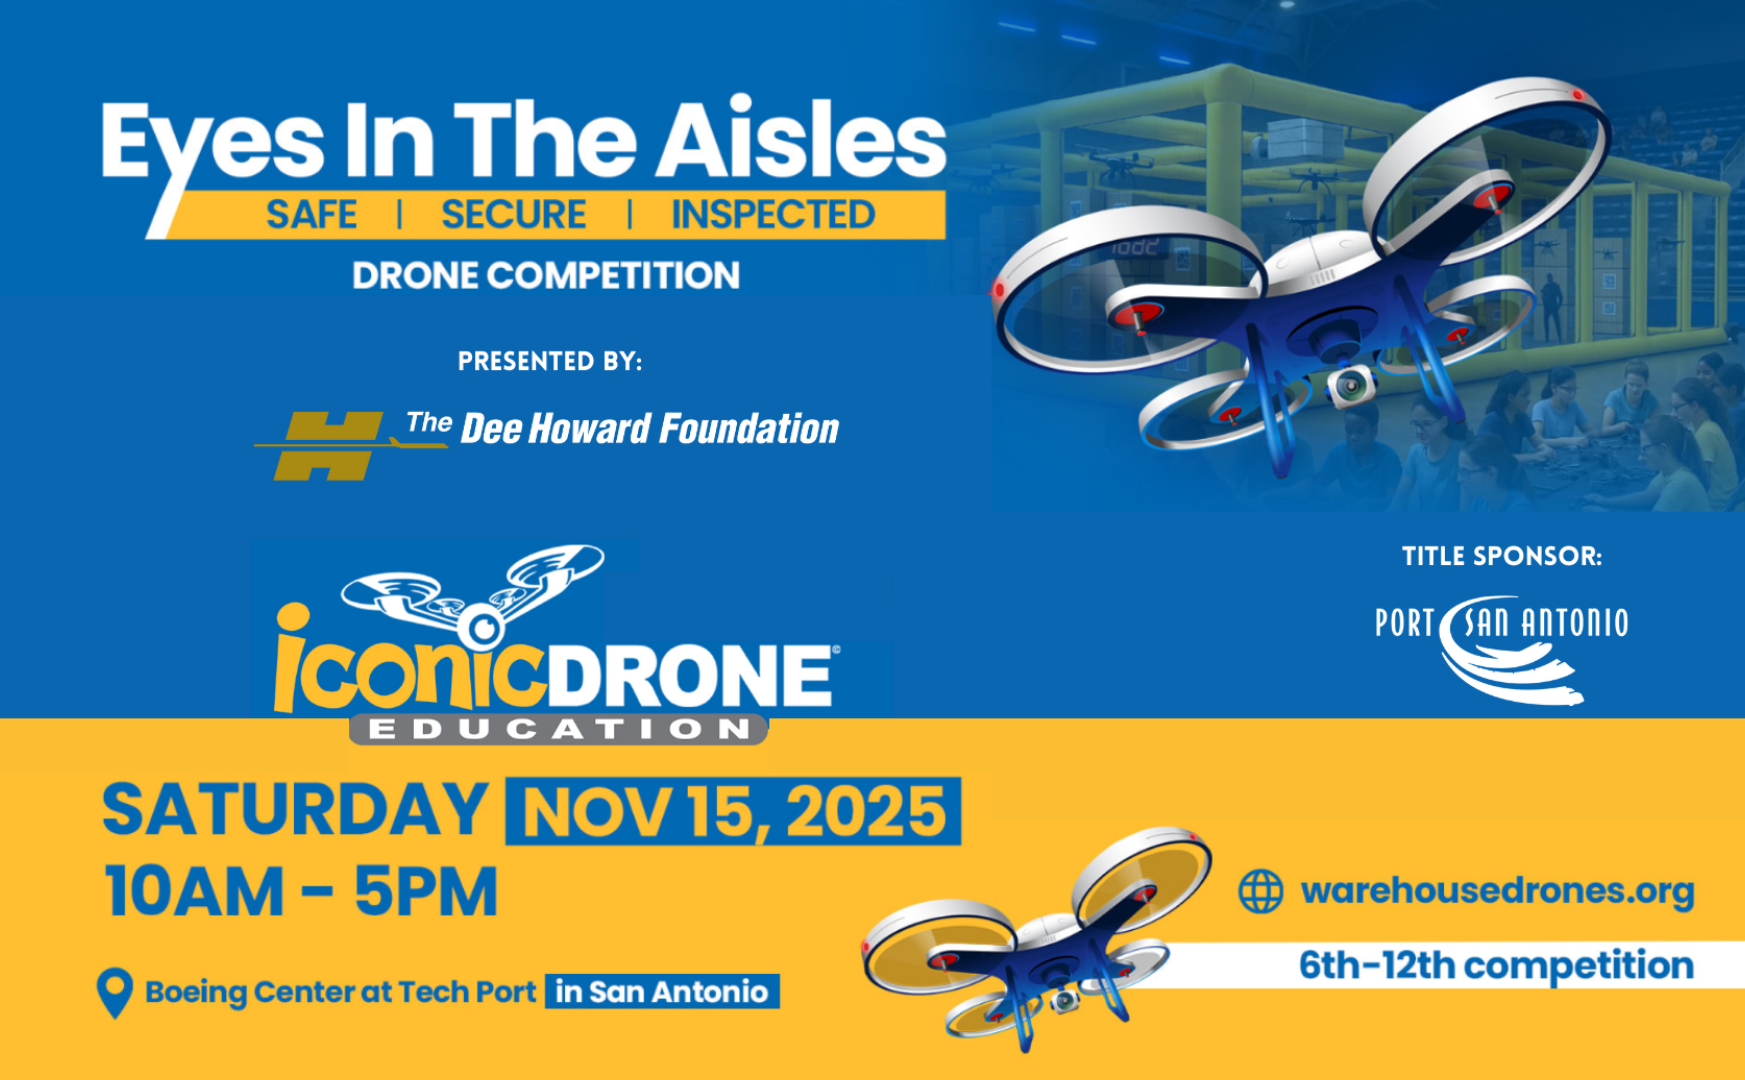 Eyes In The Aisles
SAFE | SECURE | INSPECTED
DRONE COMPETITION
PRESENTED BY:
The Dee Howard Foundation
iconicDRONE©
EDUCATION
TITLE SPONSOR:
PORT SAN ANTONIO
SATURDAY NOV 15, 2025
10AM - 5PM
Boeing Center at Tech Port in San Antonio
warehousedrones.org
6th-12th competition